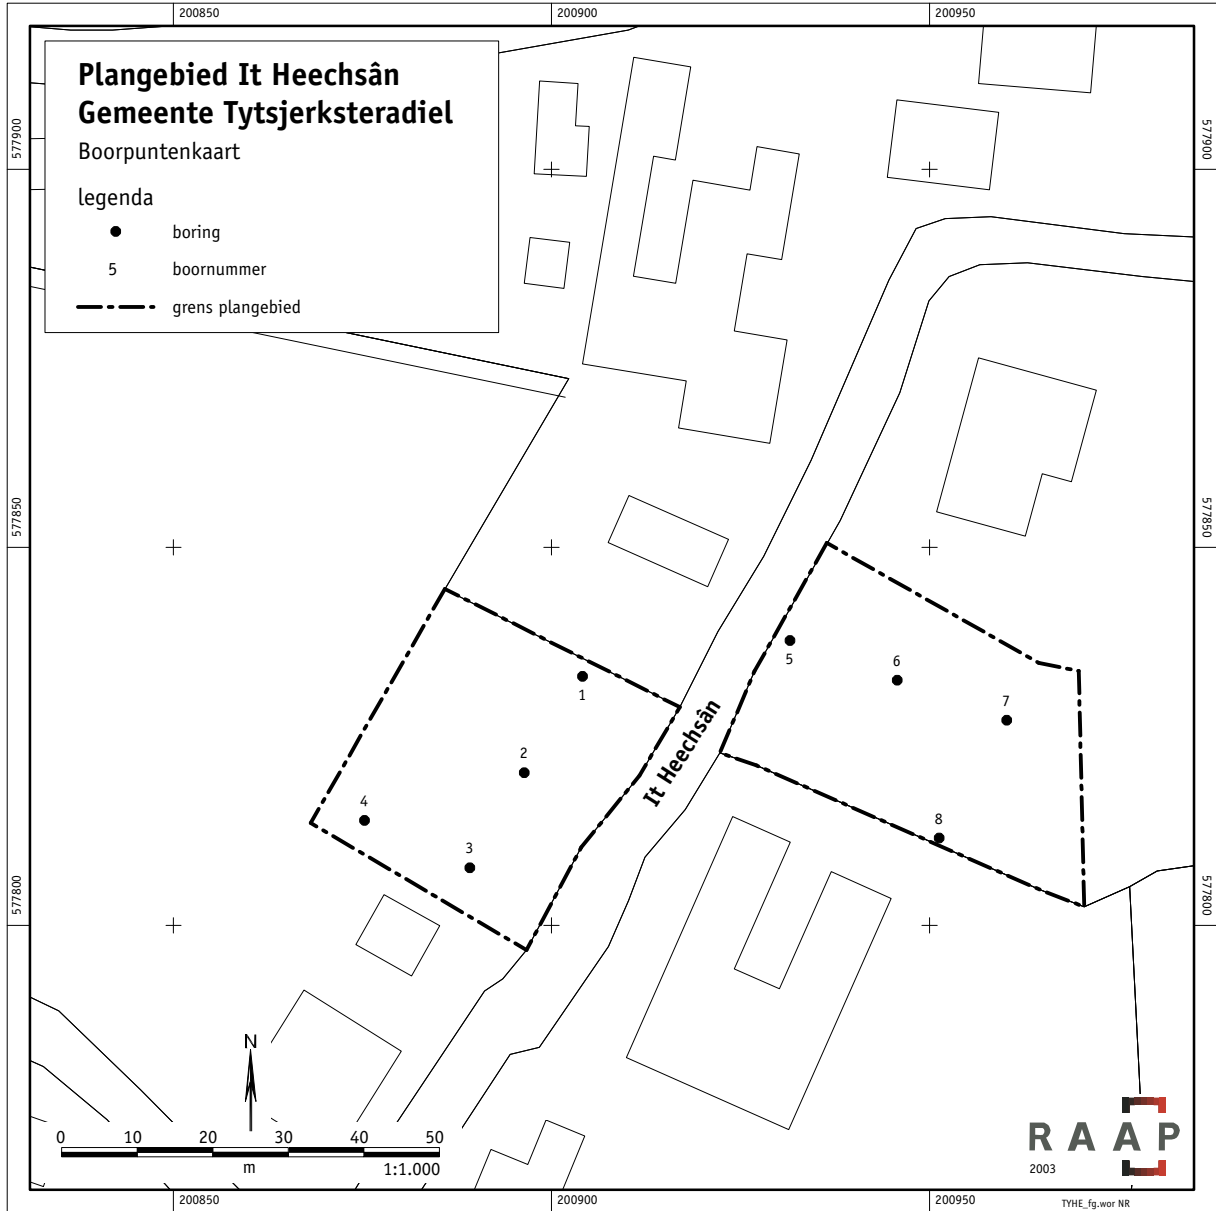 200850
200900
200950
Plangebied It Heechsân
Gemeente Tytsjerksteradiel
Boorpuntenkaart
legenda
boring
5 boornummer
grens plangebied
577900
577900
577850
577850
577800
577800
1
2
3
4
5
6
7
8
It Heechsân
N
0 10 20 30 40 50
m 1:1.000
RAAP
2003
200850
200900
200950
TYHE_fg.wor NR